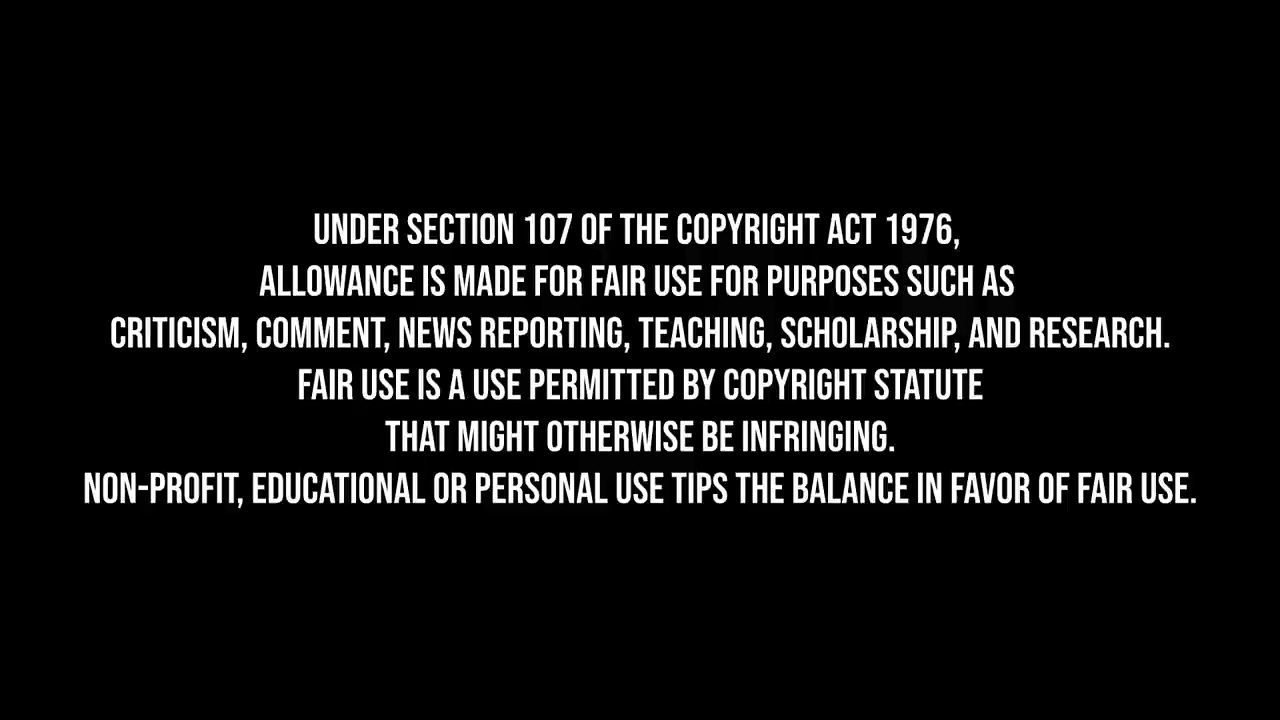 UNDER SECTION 107 OF THE COPYRIGHT ACT 1976,
ALLOWANCE IS MADE FOR FAIR USE FOR PURPOSES SUCH AS
CRITICISM, COMMENT, NEWS REPORTING, TEACHING, SCHOLARSHIP, AND RESEARCH.
FAIR USE IS A USE PERMITTED BY COPYRIGHT STATUTE
THAT MIGHT OTHERWISE BE INFRINGING.
NON-PROFIT, EDUCATIONAL OR PERSONAL USE TIPS THE BALANCE IN FAVOR OF FAIR USE.